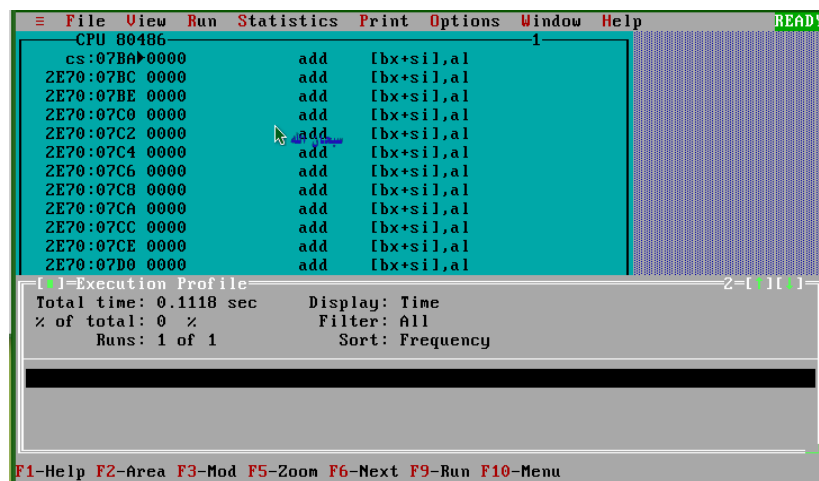 ≡ File View Run Statistics Print Options Window Help READY
CPU 80486 1
cs:07BA►0000 add [bx+si],al
2E70:07BC 0000 add [bx+si],al
2E70:07BE 0000 add [bx+si],al
2E70:07C0 0000 add [bx+si],al
2E70:07C2 0000 add [bx+si],al
سبحان الله
2E70:07C4 0000 add [bx+si],al
2E70:07C6 0000 add [bx+si],al
2E70:07C8 0000 add [bx+si],al
2E70:07CA 0000 add [bx+si],al
2E70:07CC 0000 add [bx+si],al
2E70:07CE 0000 add [bx+si],al
2E70:07D0 0000 add [bx+si],al
[■]=Execution Profile 2=[↑][↓]
Total time: 0.1118 sec Display: Time
% of total: 0 % Filter: All
Runs: 1 of 1 Sort: Frequency
F1-Help F2-Area F3-Mod F5-Zoom F6-Next F9-Run F10-Menu